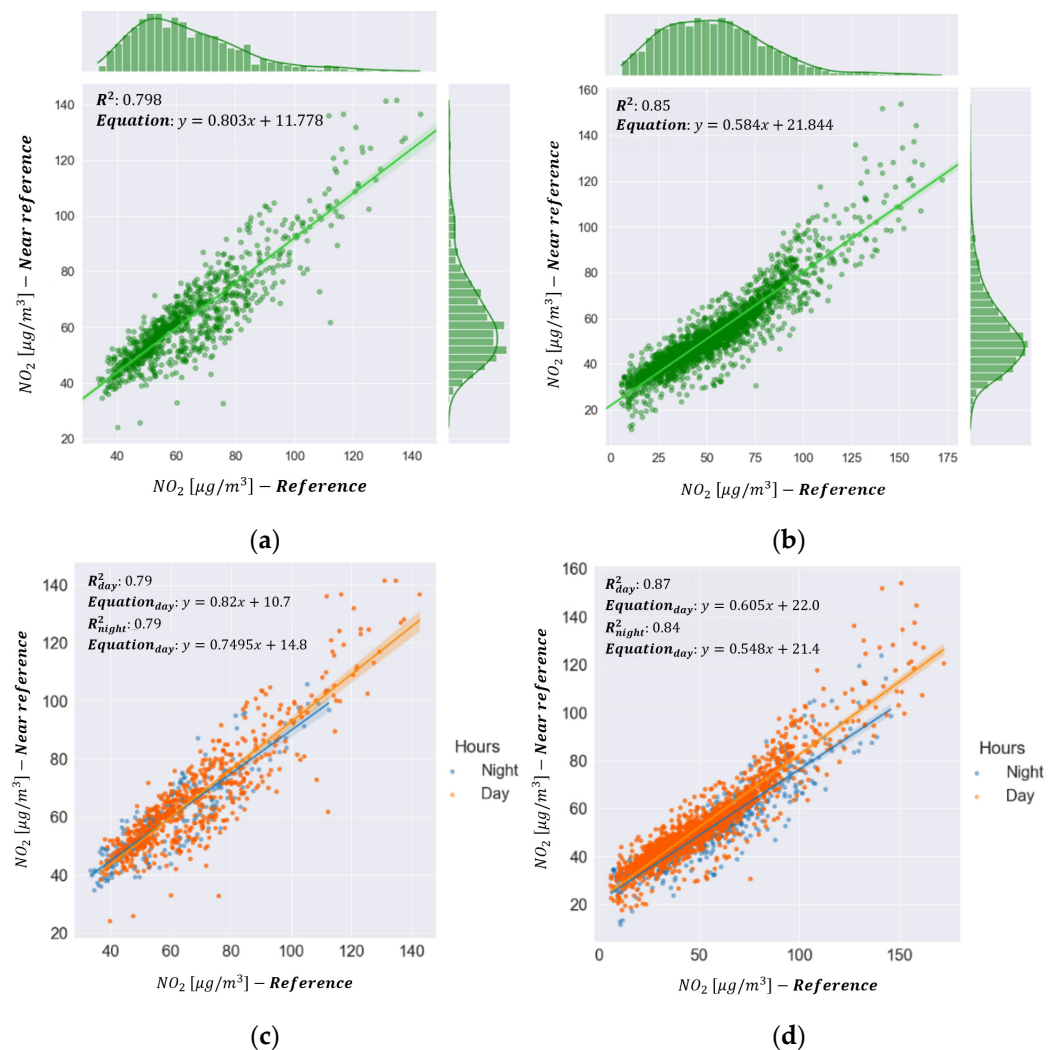 R²: 0.798
Equation: y = 0.803x + 11.778
140
120
100
80
60
40
20
40 60 80 100 120 140
NO₂ [μg/m³] − Near reference
NO₂ [μg/m³] − Reference
(a)
R²: 0.85
Equation: y = 0.584x + 21.844
160
140
120
100
80
60
40
20
0 25 50 75 100 125 150 175
NO₂ [μg/m³] − Near reference
NO₂ [μg/m³] − Reference
(b)
R²day: 0.79
Equationday: y = 0.82x + 10.7
R²night: 0.79
Equationday: y = 0.7495x + 14.8
140
120
100
80
60
40
20
40 60 80 100 120 140
NO₂ [μg/m³] − Near reference
NO₂ [μg/m³] − Reference
Hours
Night
Day
(c)
R²day: 0.87
Equationday: y = 0.605x + 22.0
R²night: 0.84
Equationday: y = 0.548x + 21.4
160
140
120
100
80
60
40
20
0 50 100 150
NO₂ [μg/m³] − Near reference
NO₂ [μg/m³] − Reference
Hours
Night
Day
(d)